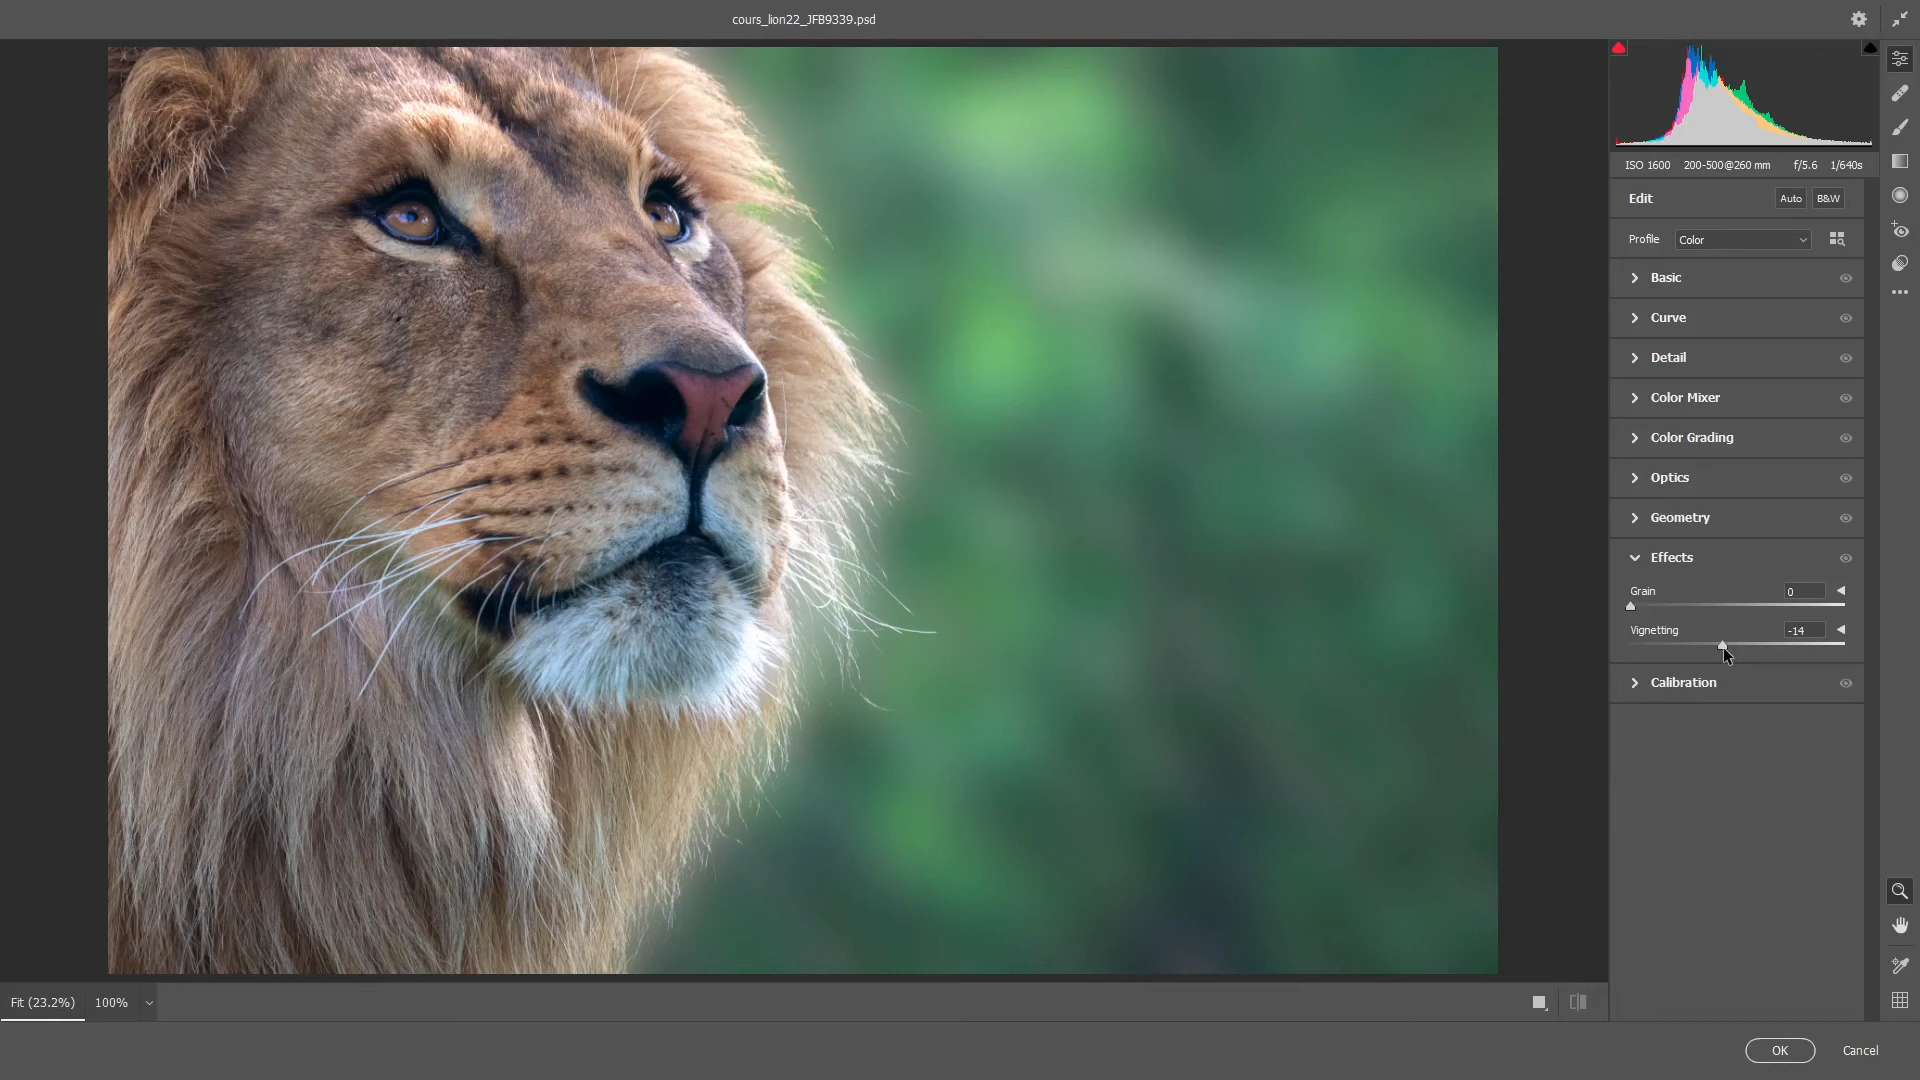 cours_lion22_JFB9339.psd
ISO 1600 200-500@260 mm f/5.6 1/640s
Edit Auto B&W
Profile Color
Basic
Curve
Detail
Color Mixer
Color Grading
Optics
Geometry
Effects
Grain 0
Vignetting -14
Calibration
Fit (23.2%) 100%
OK Cancel